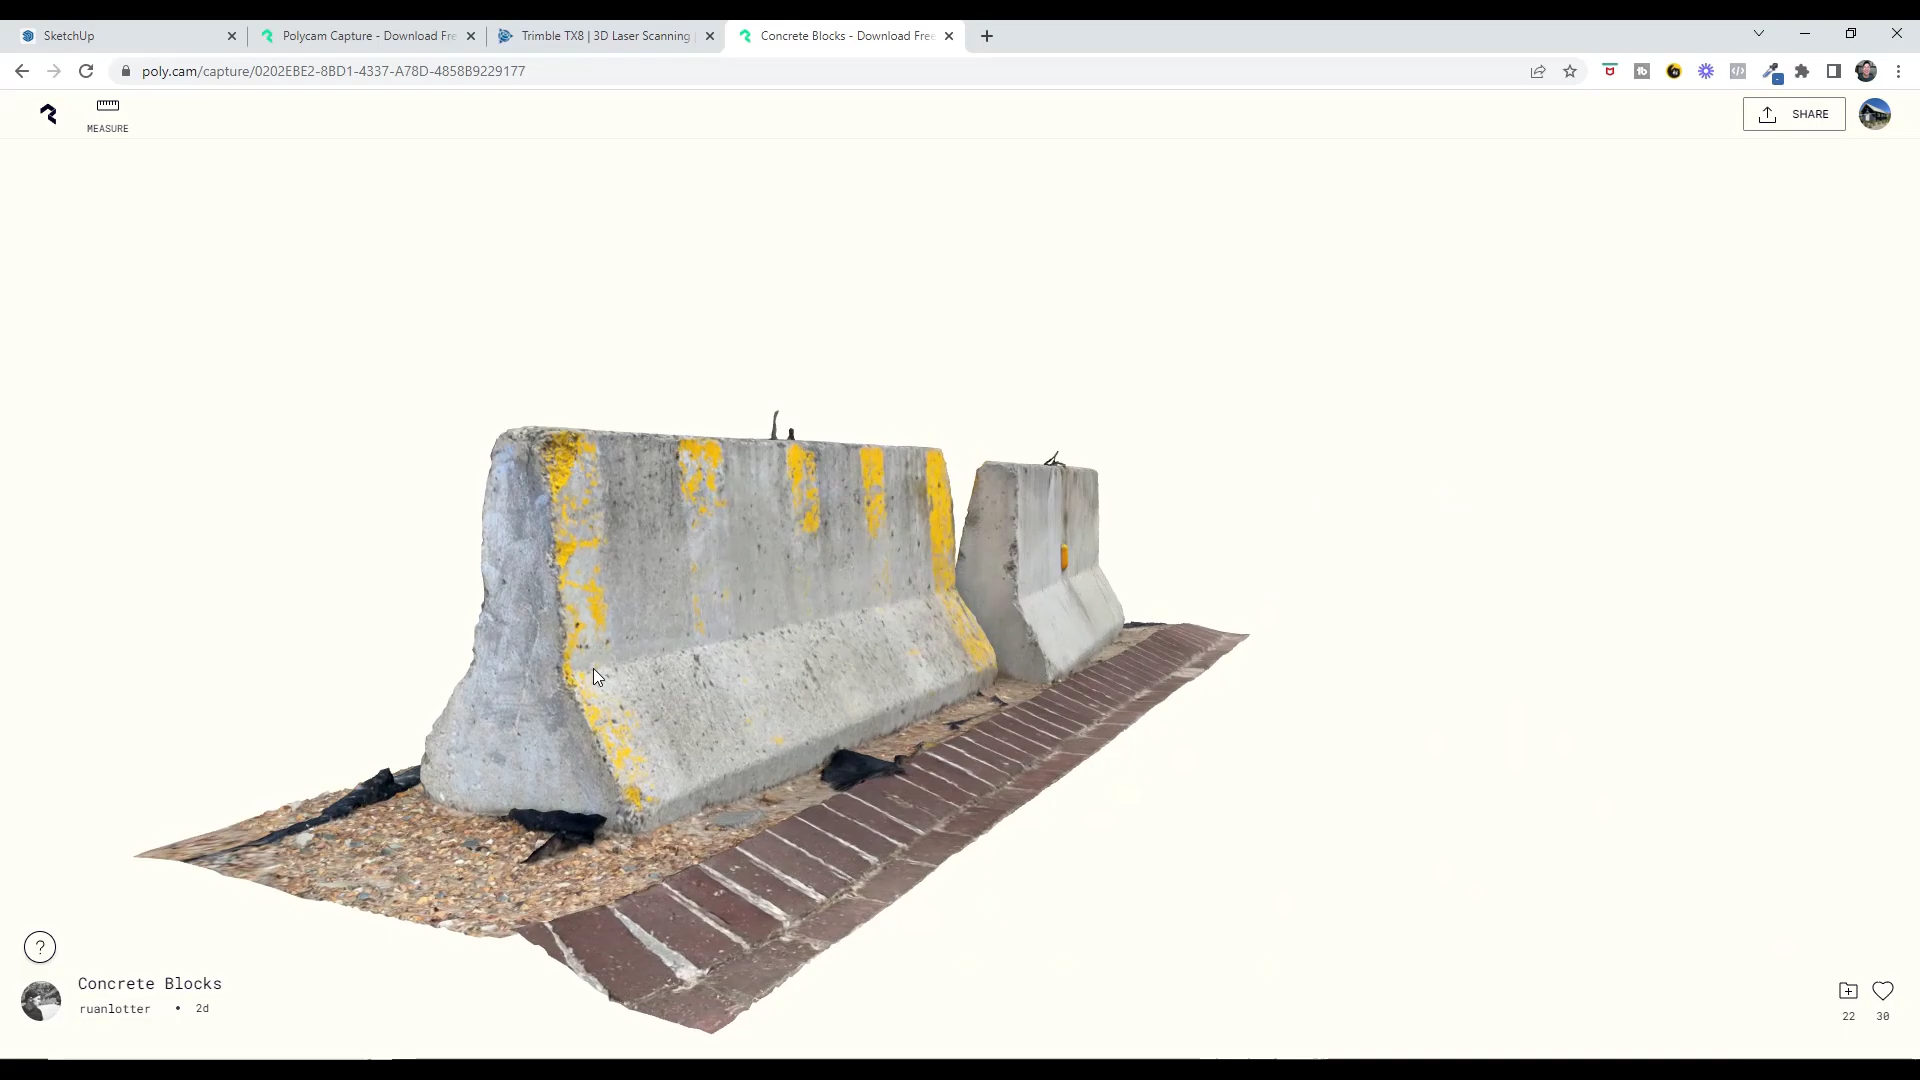 SketchUp
Polycam Capture - Download Fre
Trimble TX8 | 3D Laser Scanning
Concrete Blocks - Download Free
poly.cam/capture/0202EBE2-8BD1-4337-A78D-4858B9229177
MEASURE
SHARE
?
Concrete Blocks
ruanlotter • 2d
22 30